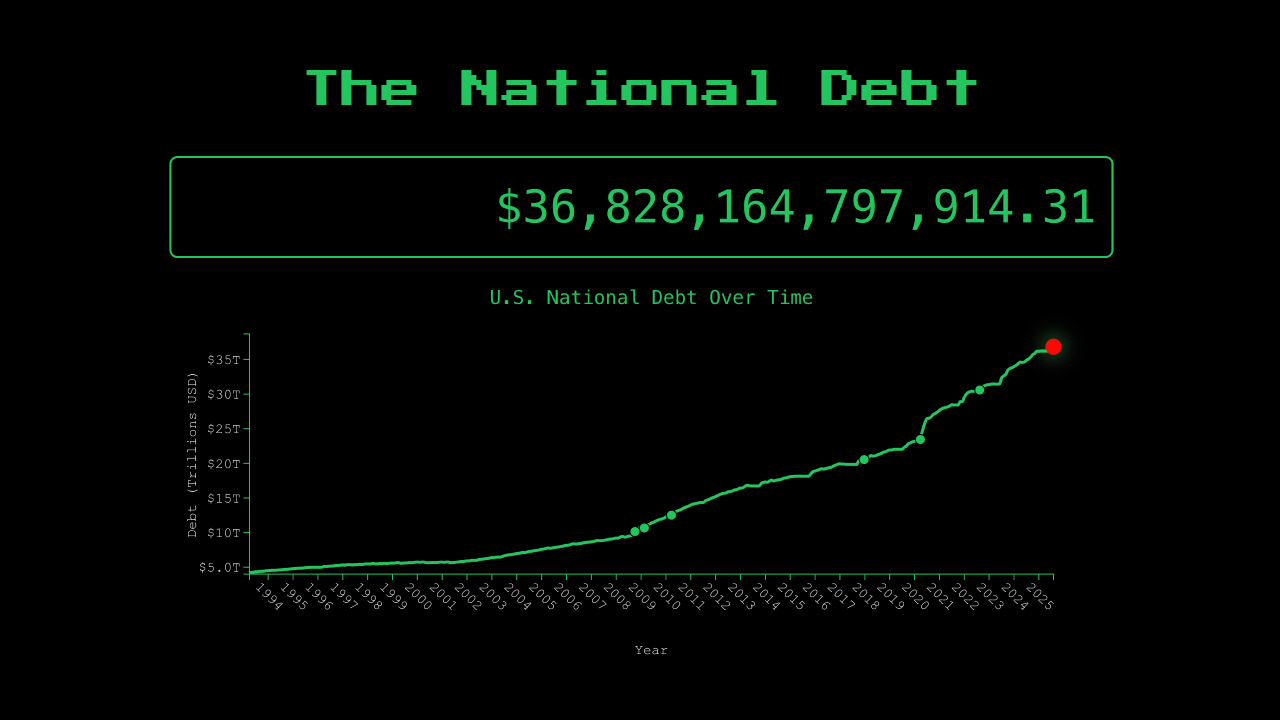 The National Debt
$36,828,164,797,914.31
U.S. National Debt Over Time
Debt (Trillions USD)
$35T
$30T
$25T
$20T
$15T
$10T
$5.0T
1994 1995 1996 1997 1998 1999 2000 2001 2002 2003 2004 2005 2006 2007 2008 2009 2010 2011 2012 2013 2014 2015 2016 2017 2018 2019 2020 2021 2022 2023 2024 2025
Year